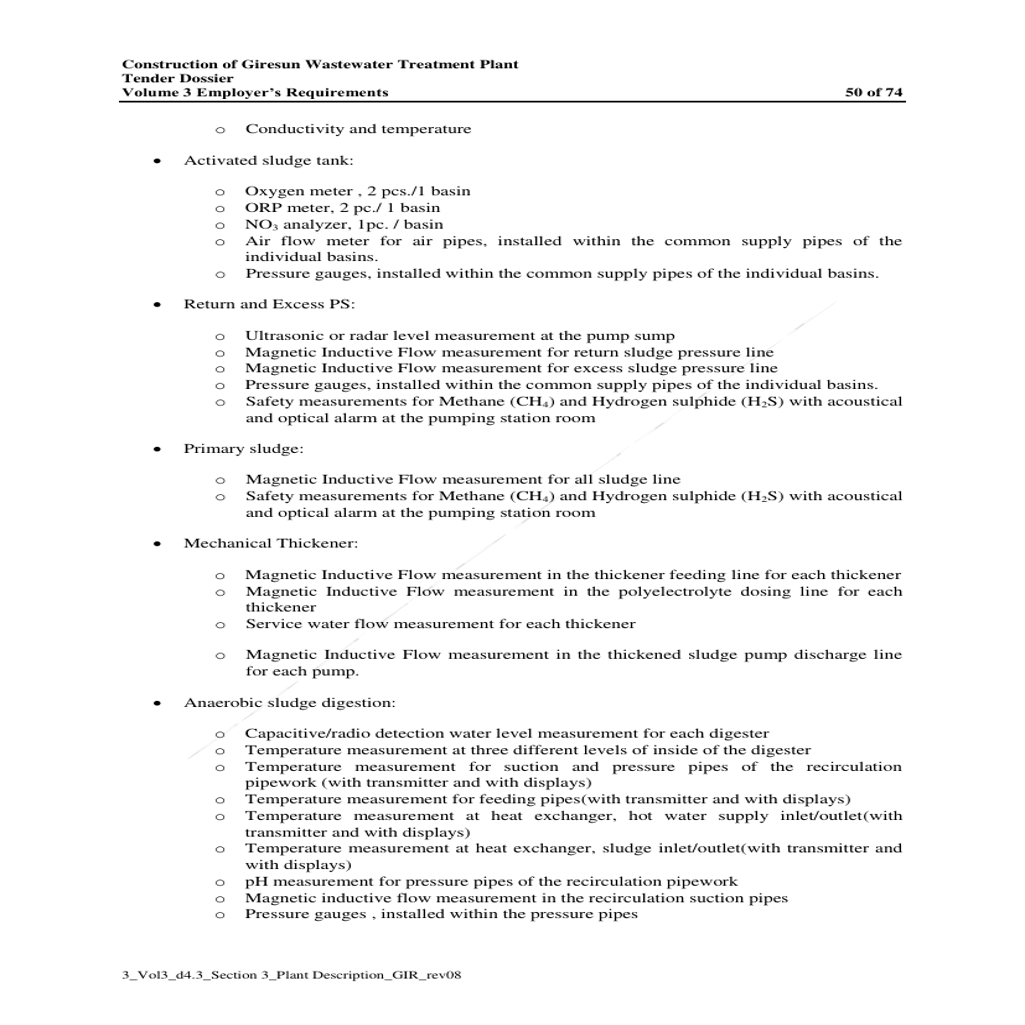 Construction of Giresun Wastewater Treatment Plant
Tender Dossier
Volume 3 Employer's Requirements 50 of 74
o Conductivity and temperature
• Activated sludge tank:
o Oxygen meter , 2 pcs./1 basin
o ORP meter, 2 pc./ 1 basin
o NO₃ analyzer, 1pc. / basin
o Air flow meter for air pipes, installed within the common supply pipes of the
individual basins.
o Pressure gauges, installed within the common supply pipes of the individual basins.
• Return and Excess PS:
o Ultrasonic or radar level measurement at the pump sump
o Magnetic Inductive Flow measurement for return sludge pressure line
o Magnetic Inductive Flow measurement for excess sludge pressure line
o Pressure gauges, installed within the common supply pipes of the individual basins.
o Safety measurements for Methane (CH₄) and Hydrogen sulphide (H₂S) with acoustical
and optical alarm at the pumping station room
• Primary sludge:
o Magnetic Inductive Flow measurement for all sludge line
o Safety measurements for Methane (CH₄) and Hydrogen sulphide (H₂S) with acoustical
and optical alarm at the pumping station room
• Mechanical Thickener:
o Magnetic Inductive Flow measurement in the thickener feeding line for each thickener
o Magnetic Inductive Flow measurement in the polyelectrolyte dosing line for each
thickener
o Service water flow measurement for each thickener
o Magnetic Inductive Flow measurement in the thickened sludge pump discharge line
for each pump.
• Anaerobic sludge digestion:
o Capacitive/radio detection water level measurement for each digester
o Temperature measurement at three different levels of inside of the digester
o Temperature measurement for suction and pressure pipes of the recirculation
pipework (with transmitter and with displays)
o Temperature measurement for feeding pipes(with transmitter and with displays)
o Temperature measurement at heat exchanger, hot water supply inlet/outlet(with
transmitter and with displays)
o Temperature measurement at heat exchanger, sludge inlet/outlet(with transmitter and
with displays)
o pH measurement for pressure pipes of the recirculation pipework
o Magnetic inductive flow measurement in the recirculation suction pipes
o Pressure gauges , installed within the pressure pipes
3_Vol3_d4.3_Section 3_Plant Description_GIR_rev08